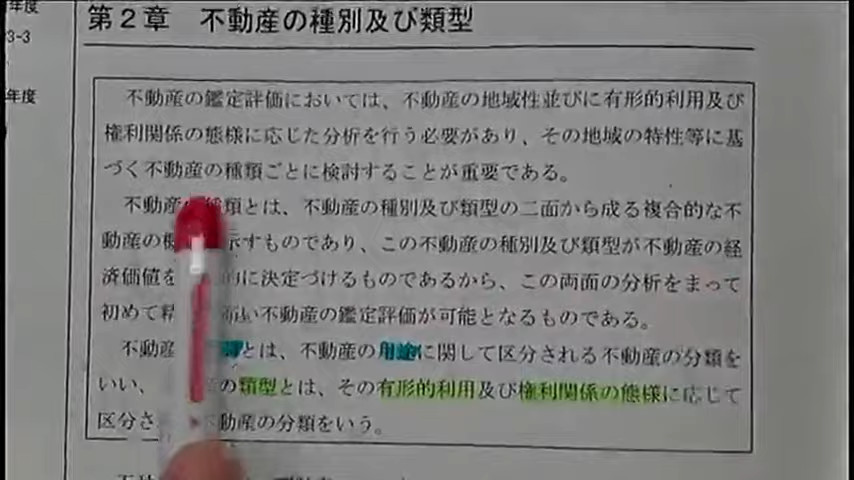 年度
3-3
年度
第2章 不動産の種別及び類型
不動産の鑑定評価においては、不動産の地域性並びに有形的利用及び
権利関係の態様に応じた分析を行う必要があり、その地域の特性等に基
づく不動産の種類ごとに検討することが重要である。
不動産 類とは、不動産の種別及び類型の二面から成る複合的な不
動産の 示すものであり、この不動産の種別及び類型が不動産の経
済価値を 的に決定づけるものであるから、この両面の分析をまって
初めて 高い不動産の鑑定評価が可能となるものである。
不動産 とは、不動産の用途に関して区分される不動産の分類を
いい、 の類型とは、その有形的利用及び権利関係の態様に応じて
区分さ 動産の分類をいう。